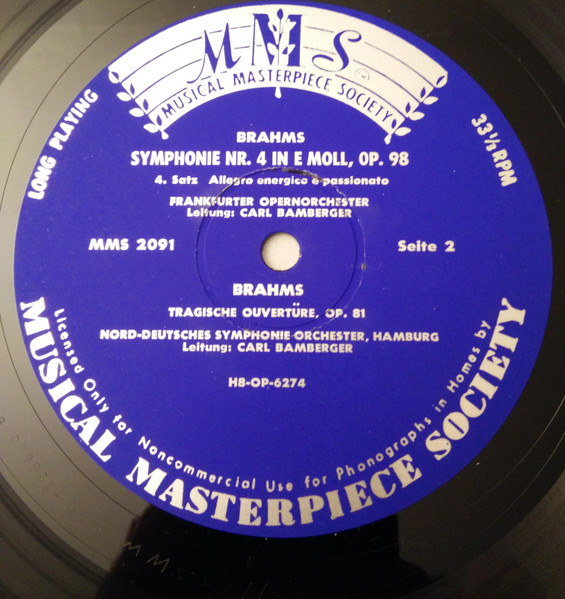 MMS
MUSICAL MASTERPIECE SOCIETY
LONG PLAYING
33 1/3 RPM
BRAHMS
SYMPHONIE NR. 4 IN E MOLL, OP. 98
4. Satz Allegro energico e passionato
FRANKFURTER OPERNORCHESTER
Leitung: CARL BAMBERGER
MMS 2091
Seite 2
BRAHMS
TRAGISCHE OUVERTÜRE, OP. 81
NORD-DEUTSCHES SYMPHONIE-ORCHESTER, HAMBURG
Leitung: CARL BAMBERGER
H8-OP-6274
Licensed Only for Noncommercial Use for Phonographs in Homes by
MUSICAL MASTERPIECE SOCIETY